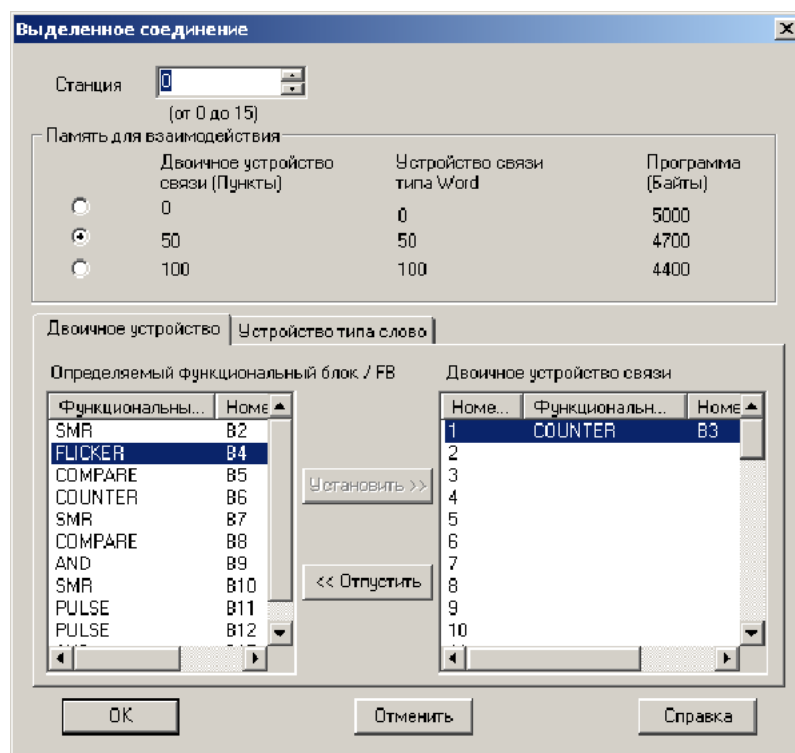 Выделенное соединение
Станция 0
(от 0 до 15)
Память для взаимодействия
Двоичное устройство связи (Пункты) Устройство связи типа Word Программа (Байты)
0 0 5000
50 50 4700
100 100 4400
Двоичное устройство Устройство типа слово
Определяемый функциональный блок / FB
Функциональны... Номе
SMR B2
FLICKER B4
COMPARE B5
COUNTER B6
SMR B7
COMPARE B8
AND B9
SMR B10
PULSE B11
PULSE B12
Установить >>
<< Отпустить
Двоичное устройство связи
Номе... Функциональн... Номе
1 COUNTER B3
2
3
4
5
6
7
8
9
10
OK Отменить Справка